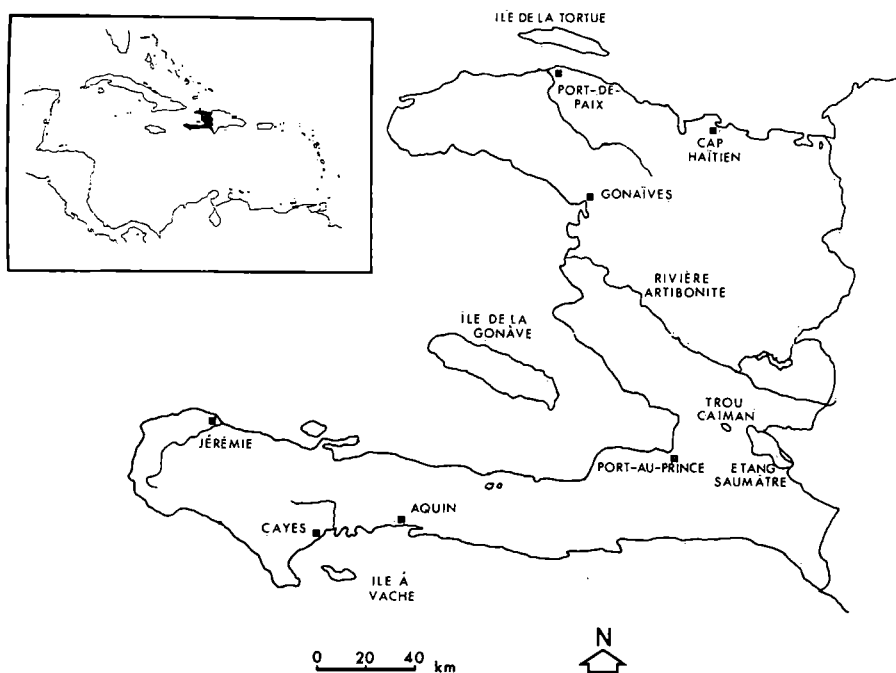 ILE DE LA TORTUE
PORT-DE-
PAIX
CAP
HAÏTIEN
GONAÏVES
RIVIÈRE
ARTIBONITE
ÎLE DE LA
GONÂVE
TROU
CAIMAN
JÉRÉMIE
PORT-AU-PRINCE
ETANG
SAUMÂTRE
AQUIN
CAYES
ILE À
VACHE
N
0 20 40
km